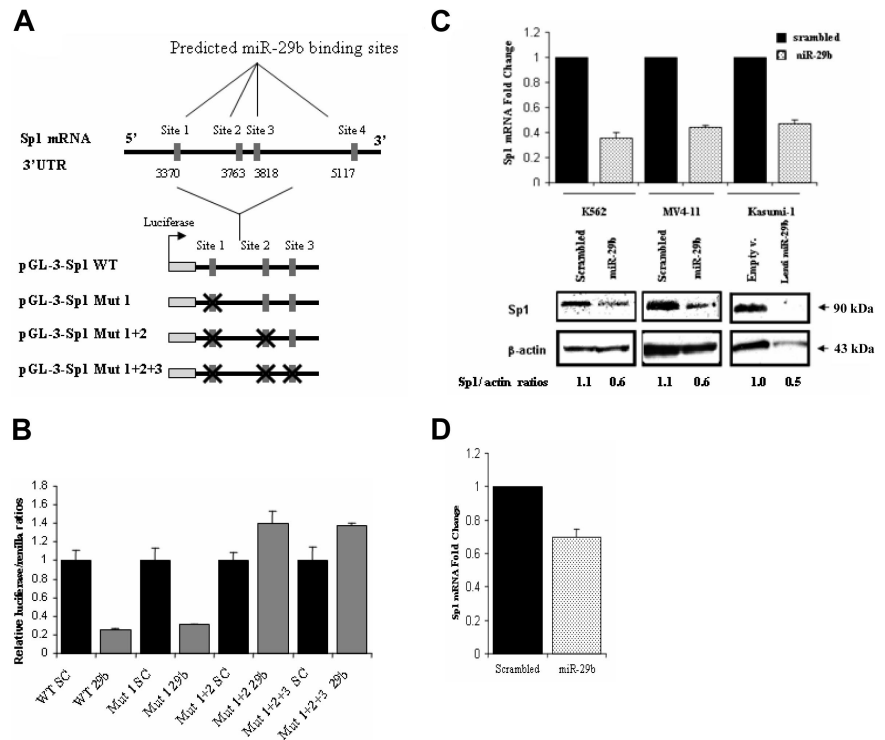 A
Predicted miR-29b binding sites
Sp1 mRNA
3'UTR
5'
Site 1
Site 2
Site 3
Site 4
3'
3370
3763
3818
5117
Luciferase
Site 1
Site 2
Site 3
pGL-3-Sp1 WT
pGL-3-Sp1 Mut 1
pGL-3-Sp1 Mut 1+2
pGL-3-Sp1 Mut 1+2+3
B
Relative luciferase/renilla ratios
1.8
1.6
1.4
1.2
1
0.8
0.6
0.4
0.2
0
WT SC
WT 29b
Mut 1 SC
Mut 1 29b
Mut 1+2 SC
Mut 1+2 29b
Mut 1+2+3 SC
Mut 1+2+3 29b
C
Sp1 mRNA Fold Change
1.2
1
0.8
0.6
0.4
0.2
0
srambled
miR-29b
K562
MV4-11
Kasumi-1
Scrambled
miR-29b
Scrambled
miR-29b
Empty v.
Lenti miR-29b
Sp1
90 kDa
β-actin
43 kDa
Sp1/actin ratios
1.1
0.6
1.1
0.6
1.0
0.5
D
Sp1 mRNA Fold Change
1.2
1
0.8
0.6
0.4
0.2
0
Scrambled
miR-29b